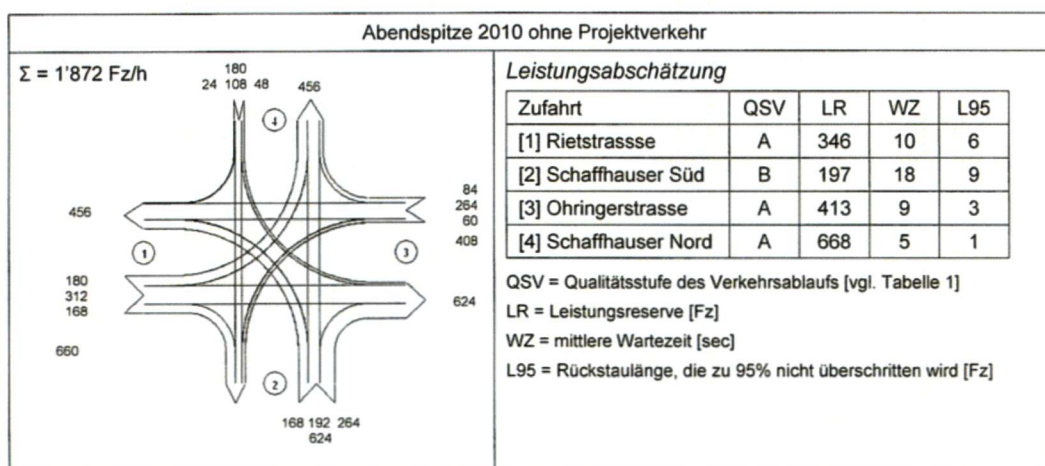 Abendspitze 2010 ohne Projektverkehr
Σ = 1'872 Fz/h
180
24 108 48
456
4
84
264
60
408
456
1
3
180
312
168
660
624
2
168 192 264
624
Leistungsabschätzung
Zufahrt QSV LR WZ L95
[1] Rietstrassse A 346 10 6
[2] Schaffhauser Süd B 197 18 9
[3] Ohringerstrasse A 413 9 3
[4] Schaffhauser Nord A 668 5 1
QSV = Qualitätsstufe des Verkehrsablaufs [vgl. Tabelle 1]
LR = Leistungsreserve [Fz]
WZ = mittlere Wartezeit [sec]
L95 = Rückstaulänge, die zu 95% nicht überschritten wird [Fz]